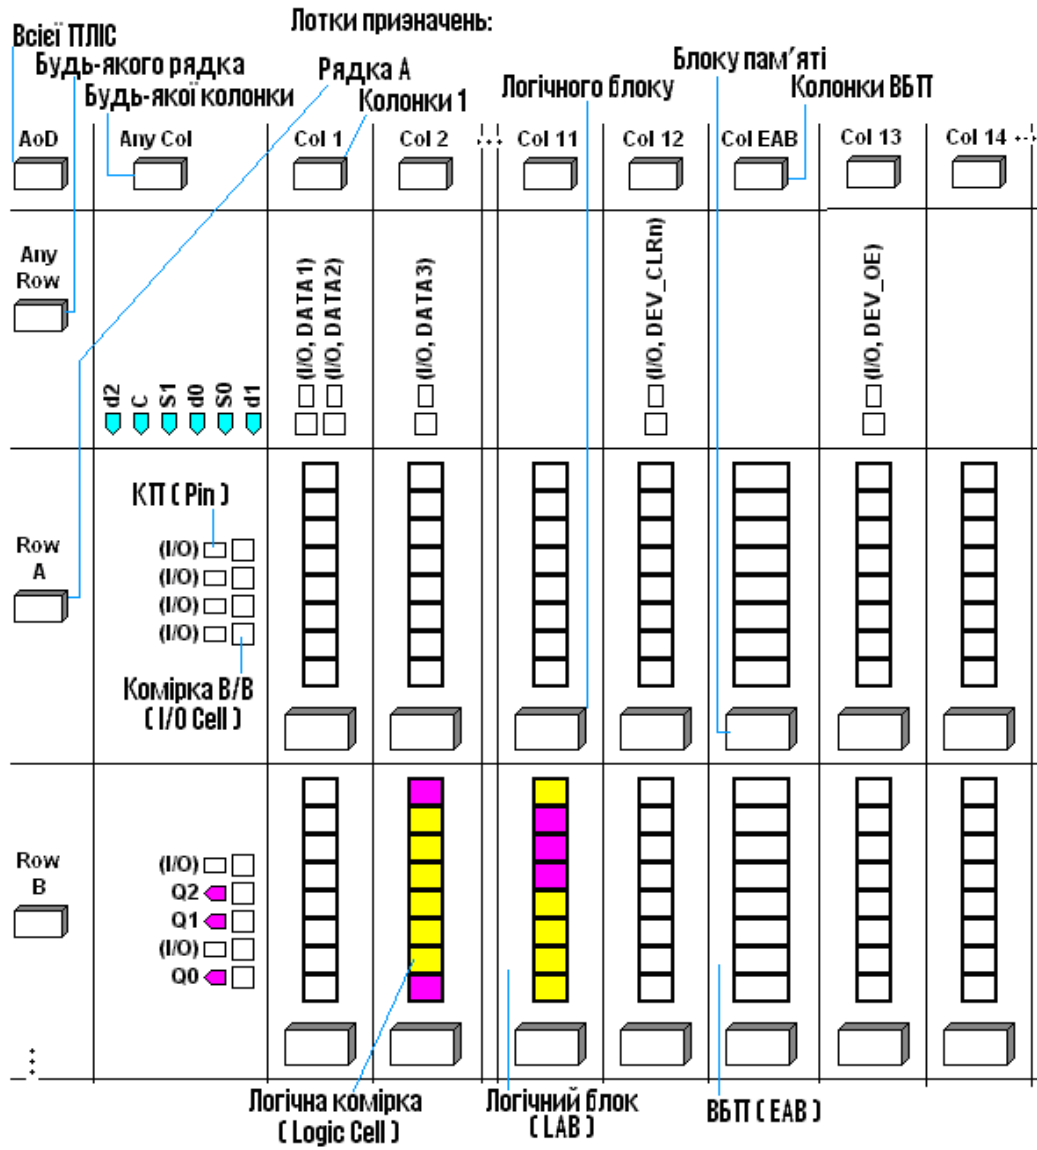 Лотки призначень:
Всієї ПЛІС
Будь-якого рядка
Будь-якої колонки
Рядка А
Колонки 1
Логічного блоку
Блоку пам´яті
Колонки ВБП
AoD
Any Col
Col 1
Col 2
Col 11
Col 12
Col EAB
Col 13
Col 14
Any
Row
(I/O, DATA1)
(I/O, DATA2)
(I/O, DATA3)
(I/O, DEV_CLRn)
(I/O, DEV_OE)
d2
C
S1
d0
S0
d1
КП ( Pin )
Row
A
(I/O)
(I/O)
(I/O)
(I/O)
Комірка В/В
( I/O Cell )
Row
B
(I/O)
Q2
Q1
(I/O)
Q0
Логічна комірка
( Logic Cell )
Логічний блок
( LAB )
ВБП ( EAB )